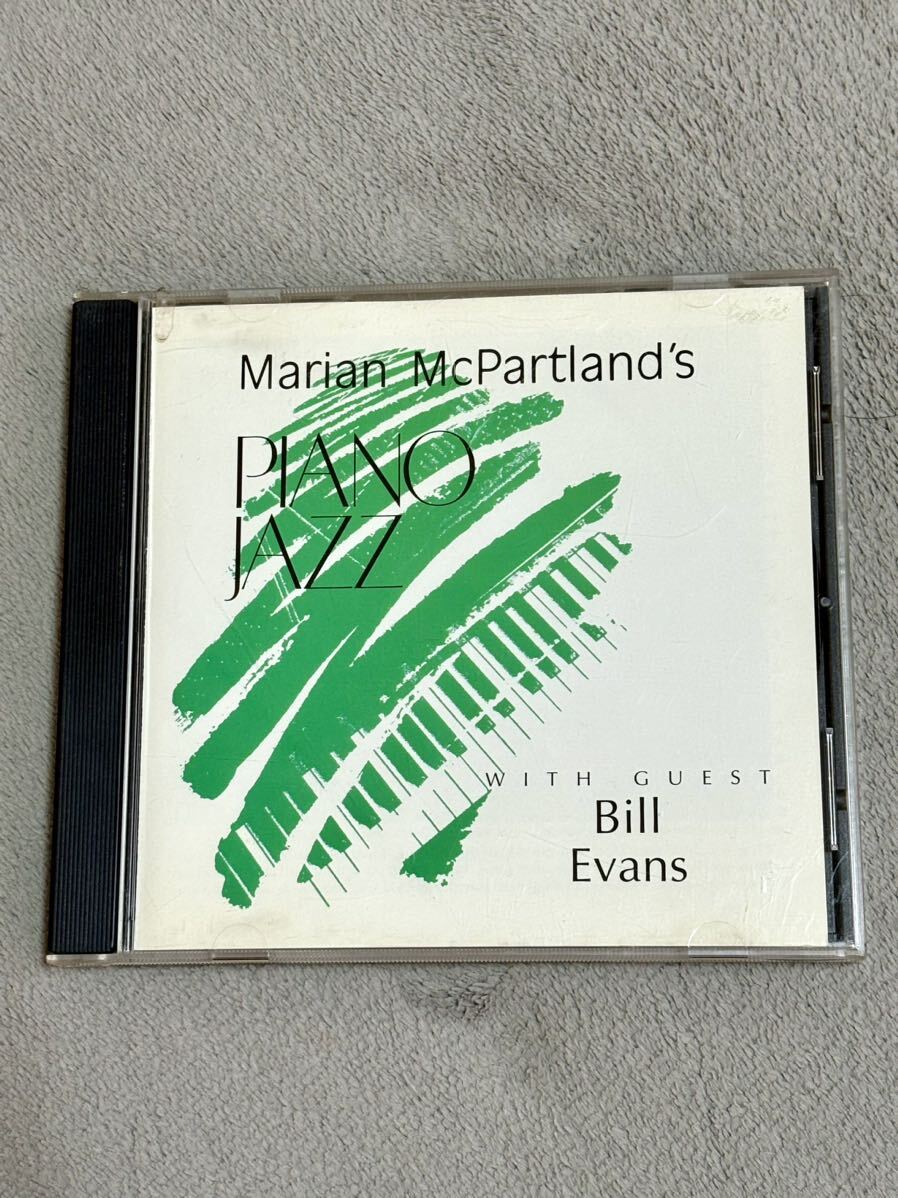 Marian McPartland's
PIANO
JAZZ
WITH GUEST
Bill
Evans